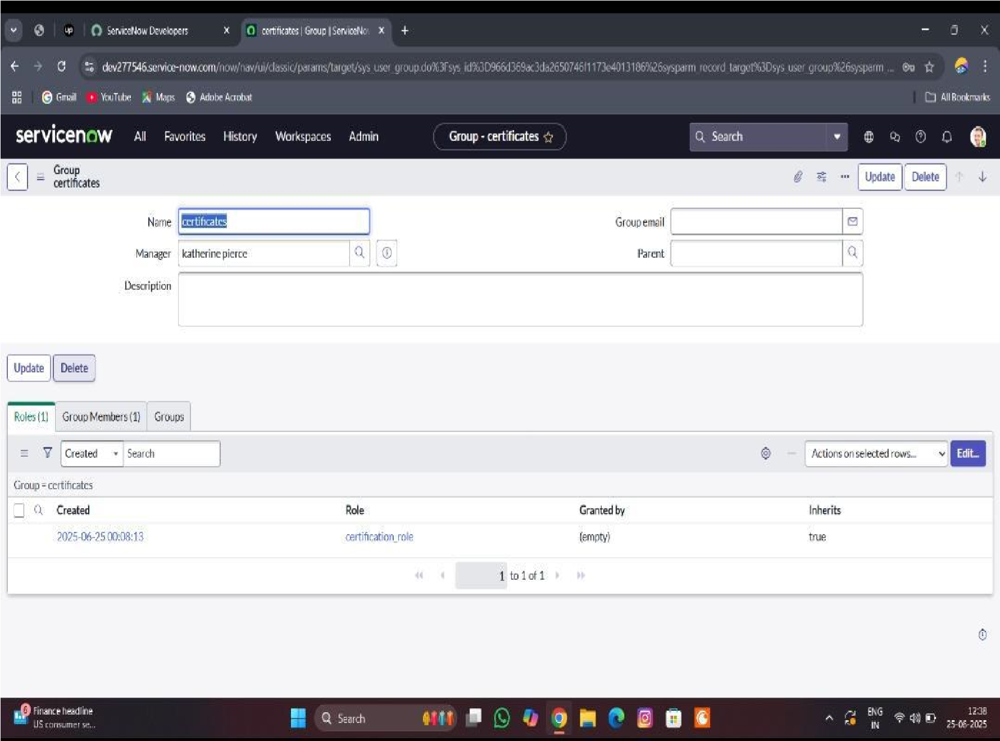 up
ServiceNow Developers
certificates | Group | ServiceNo
dev277546.service-now.com/now/nav/ui/classic/params/target/sys_user_group.do%3Fsys_id%3D966d369ac3da2650746f1173e4013186%26sysparm_record_target%3Dsys_user_group%26sysparm_...
Gmail YouTube Maps Adobe Acrobat All Bookmarks
servicenow All Favorites History Workspaces Admin Group - certificates Search
Group
certificates
Update Delete
Name certificates Group email
Manager katherine pierce Parent
Description
Update Delete
Roles (1) Group Members (1) Groups
Created Search Actions on selected rows... Edit...
Group = certificates
Created Role Granted by Inherits
2025-06-25 00:08:13 certification_role (empty) true
1 to 1 of 1
6 Finance headline
US consumer se...
Search
ENG
IN
12:38
25-06-2025